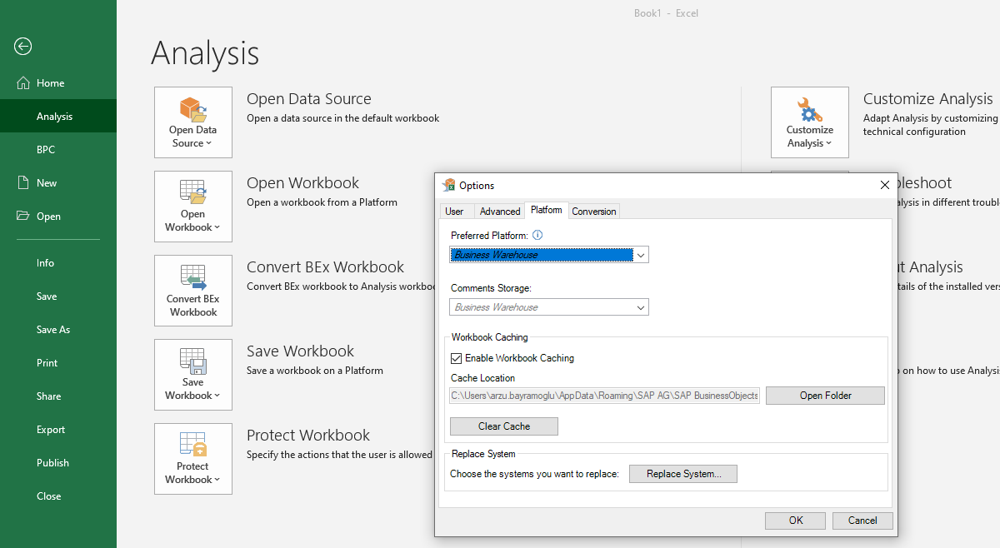 Book1 - Excel
Home
Analysis
BPC
New
Open
Info
Save
Save As
Print
Share
Export
Publish
Close
Analysis
Open Data
Source
Open Data Source
Open a data source in the default workbook
Open
Workbook
Open Workbook
Open a workbook from a Platform
Convert BEx
Workbook
Convert BEx Workbook
Convert BEx workbook to Analysis workbo
Save
Workbook
Save Workbook
Save a workbook on a Platform
Protect
Workbook
Protect Workbook
Specify the actions that the user is allowed
Customize
Analysis
Customize Analysis
Adapt Analysis by customizing
technical configuration
bleshoot
alysis in different trouble
ut Analysis
tails of the installed vers
on how to use Analysis
Options
User
Advanced
Platform
Conversion
Preferred Platform:
Business Warehouse
Comments Storage:
Business Warehouse
Workbook Caching
Enable Workbook Caching
Cache Location
C:\Users\arzu.bayramoglu\AppData\Roaming\SAP AG\SAP BusinessObjects
Open Folder
Clear Cache
Replace System
Choose the systems you want to replace:
Replace System...
OK
Cancel